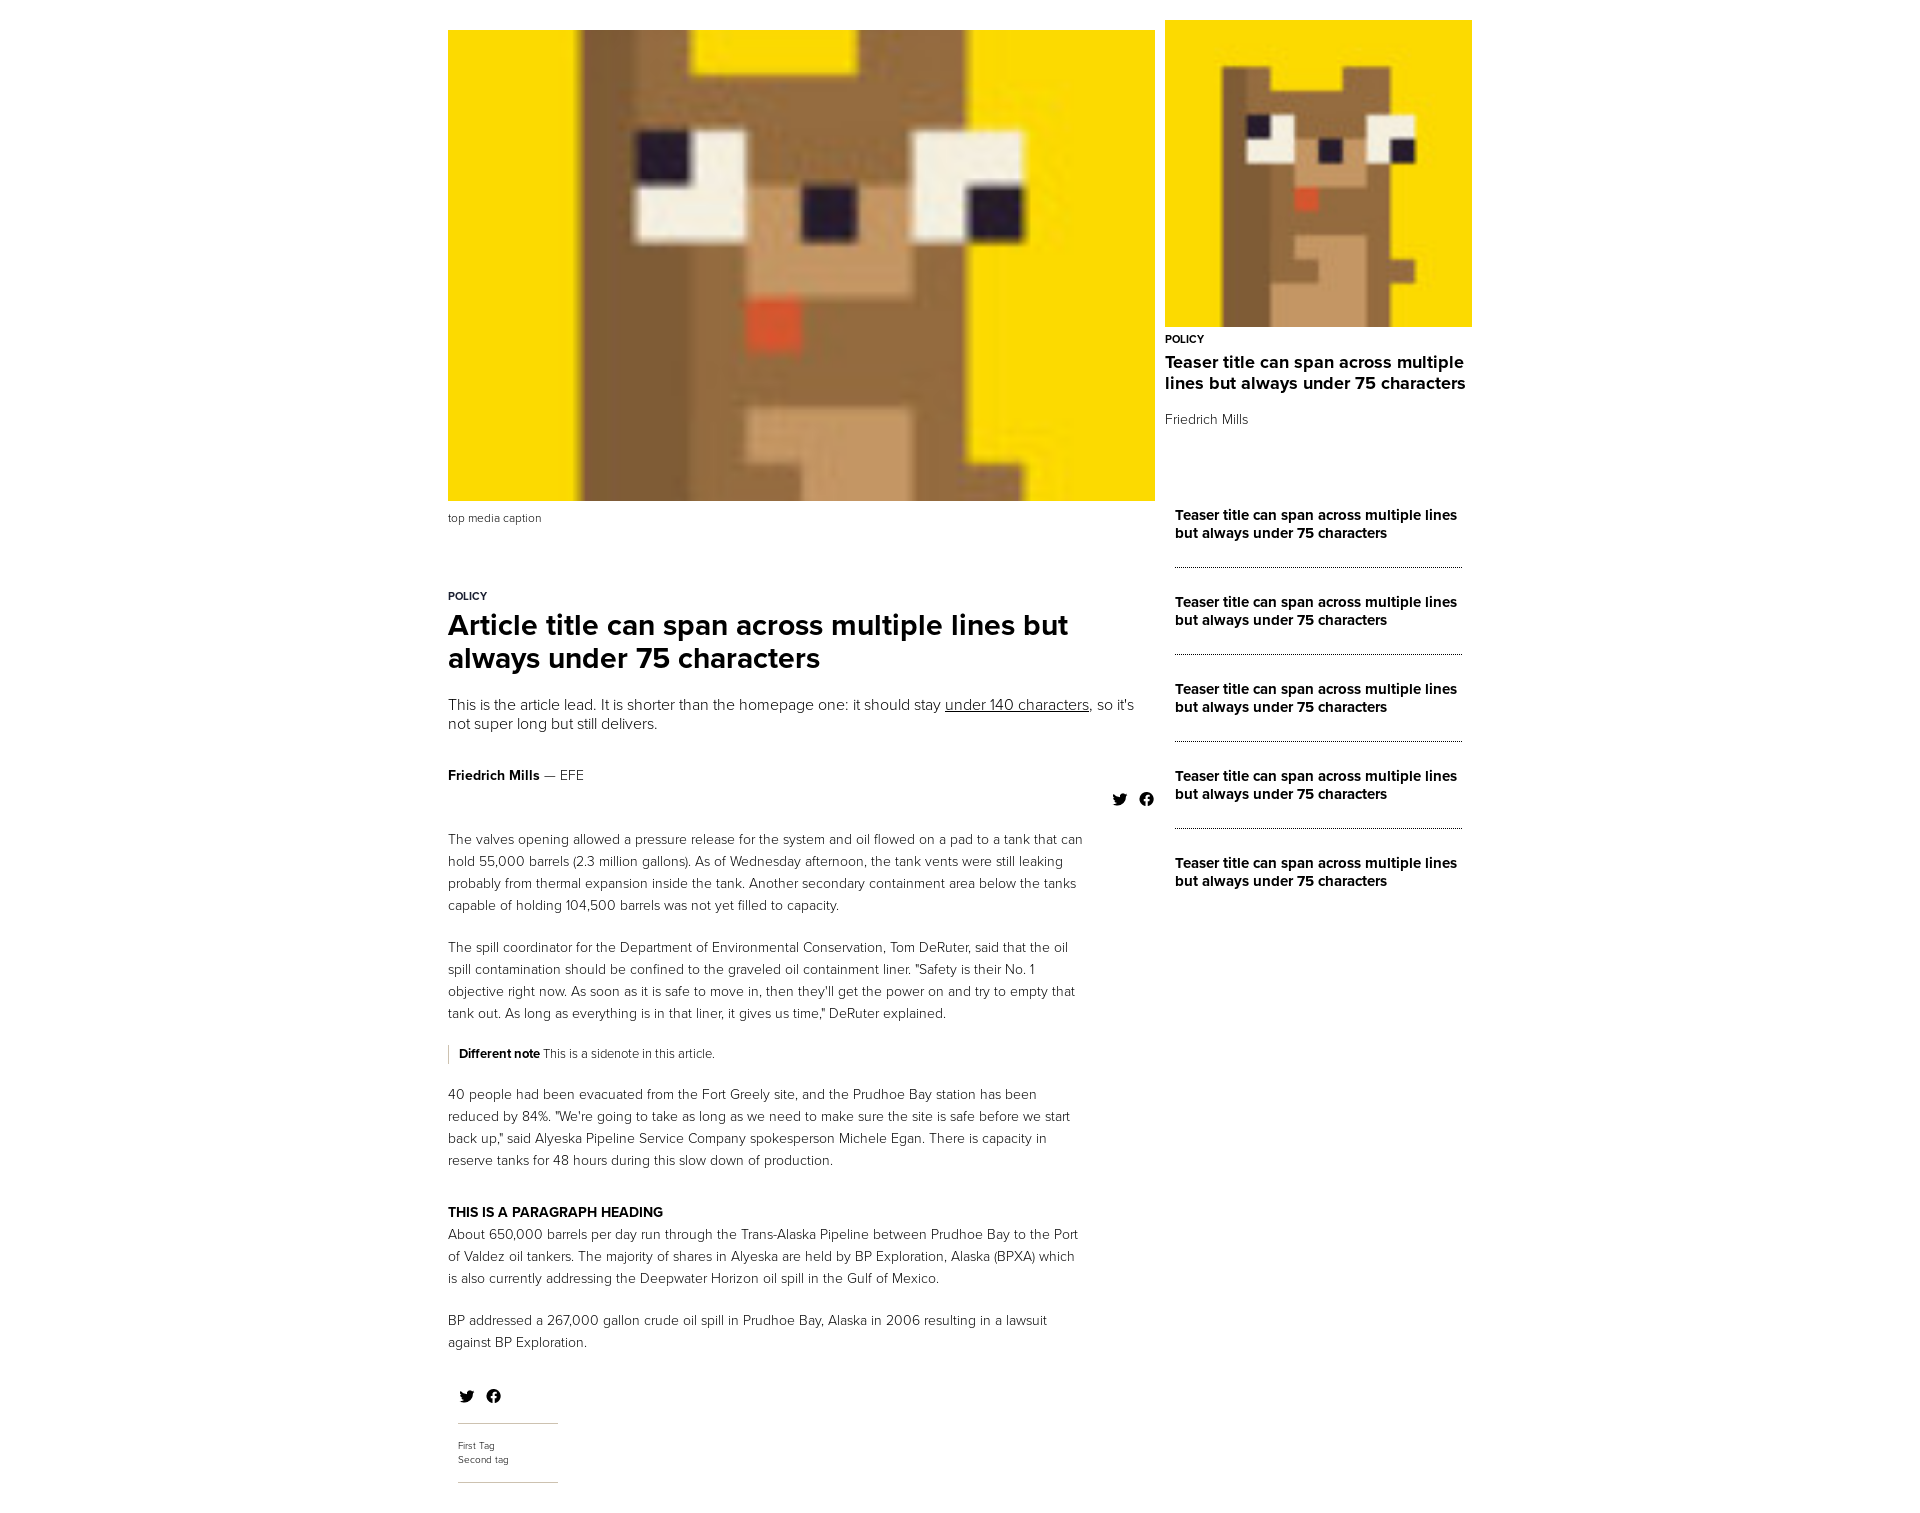 top media caption
POLICY
Article title can span across multiple lines but
always under 75 characters
This is the article lead. It is shorter than the homepage one: it should stay under 140 characters, so it's
not super long but still delivers.
Friedrich Mills — EFE
The valves opening allowed a pressure release for the system and oil flowed on a pad to a tank that can
hold 55,000 barrels (2.3 million gallons). As of Wednesday afternoon, the tank vents were still leaking
probably from thermal expansion inside the tank. Another secondary containment area below the tanks
capable of holding 104,500 barrels was not yet filled to capacity.
The spill coordinator for the Department of Environmental Conservation, Tom DeRuter, said that the oil
spill contamination should be confined to the graveled oil containment liner. "Safety is their No. 1
objective right now. As soon as it is safe to move in, then they'll get the power on and try to empty that
tank out. As long as everything is in that liner, it gives us time," DeRuter explained.
Different note This is a sidenote in this article.
40 people had been evacuated from the Fort Greely site, and the Prudhoe Bay station has been
reduced by 84%. "We're going to take as long as we need to make sure the site is safe before we start
back up," said Alyeska Pipeline Service Company spokesperson Michele Egan. There is capacity in
reserve tanks for 48 hours during this slow down of production.
THIS IS A PARAGRAPH HEADING
About 650,000 barrels per day run through the Trans-Alaska Pipeline between Prudhoe Bay to the Port
of Valdez oil tankers. The majority of shares in Alyeska are held by BP Exploration, Alaska (BPXA) which
is also currently addressing the Deepwater Horizon oil spill in the Gulf of Mexico.
BP addressed a 267,000 gallon crude oil spill in Prudhoe Bay, Alaska in 2006 resulting in a lawsuit
against BP Exploration.
First Tag
Second tag
POLICY
Teaser title can span across multiple
lines but always under 75 characters
Friedrich Mills
Teaser title can span across multiple lines
but always under 75 characters
Teaser title can span across multiple lines
but always under 75 characters
Teaser title can span across multiple lines
but always under 75 characters
Teaser title can span across multiple lines
but always under 75 characters
Teaser title can span across multiple lines
but always under 75 characters